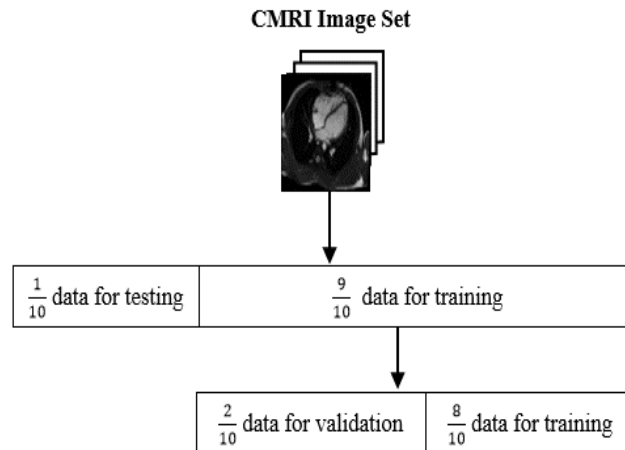 CMRI Image Set
1/10 data for testing
9/10 data for training
2/10 data for validation
8/10 data for training